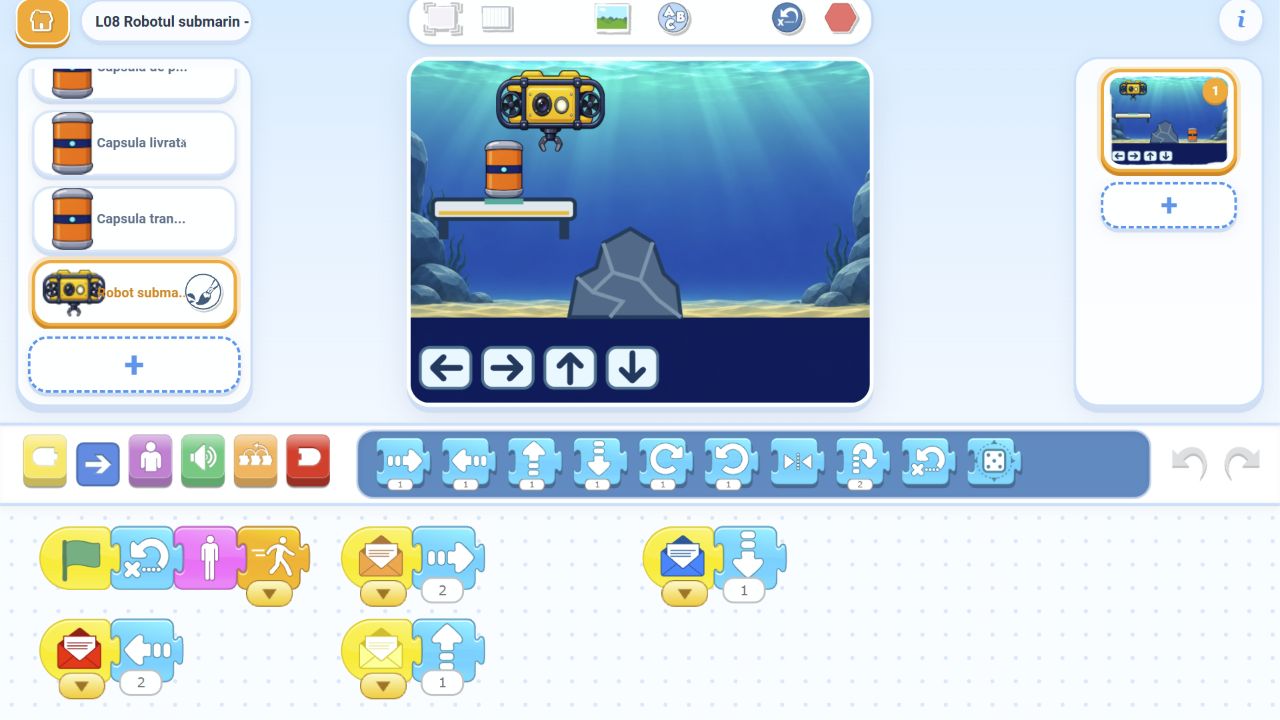 L08 Robotul submarin -
i
Capsula de p...
Capsula livrată
Capsula tran...
Robot subma...
1
A B C
1
1
1
1
1
1
2
2
1
2
1